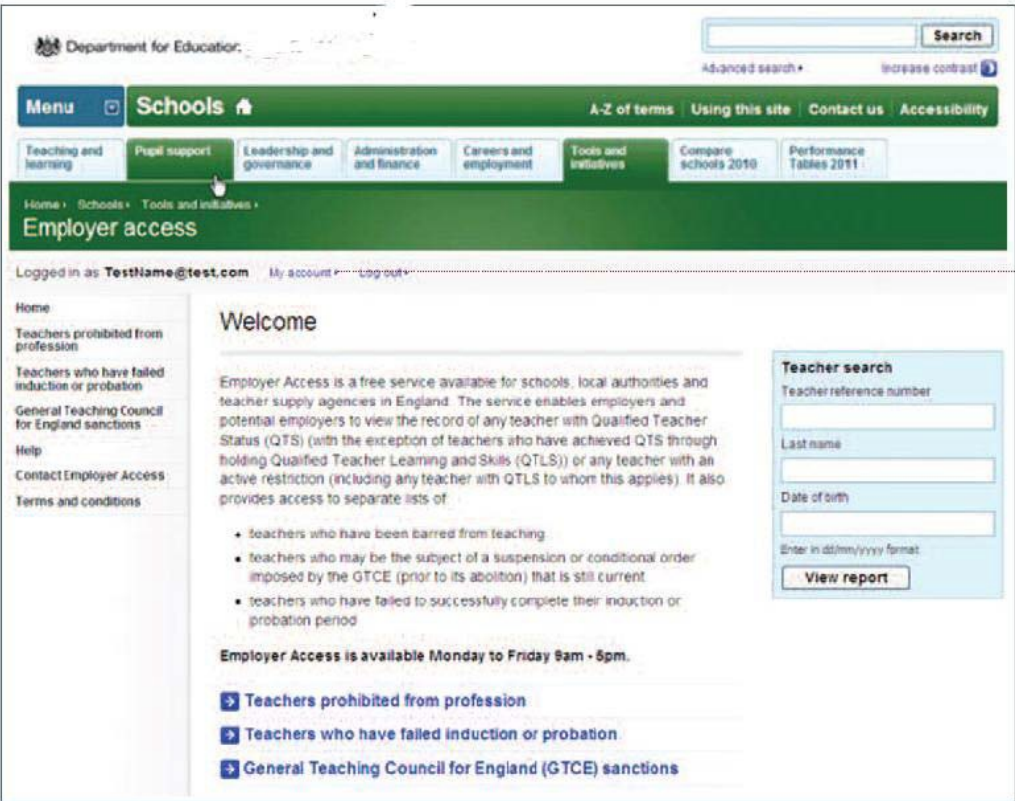 Department for Education
Search
Advanced search
Increase contrast
Menu
Schools
A-Z of terms
Using this site
Contact us
Accessibility
Teaching and
learning
Pupil support
Leadership and
governance
Administration
and finance
Careers and
employment
Tools and
initiatives
Compare
schools 2010
Performance
Tables 2011
Home Schools Tools and initiatives
Employer access
Logged in as TestName@test.com My account Log out
Home
Teachers prohibited from
profession
Teachers who have failed
induction or probation
General Teaching Council
for England sanctions
Help
Contact Employer Access
Terms and conditions
Welcome
Employer Access is a free service available for schools, local authorities and
teacher supply agencies in England. The service enables employers and
potential employers to view the record of any teacher with Qualified Teacher
Status (QTS) (with the exception of teachers who have achieved QTS through
holding Qualified Teacher Learning and Skills (QTLS)) or any teacher with an
active restriction (including any teacher with QTLS to whom this applies). It also
provides access to separate lists of
• teachers who have been barred from teaching
• teachers who may be the subject of a suspension or conditional order
imposed by the GTCE (prior to its abolition) that is still current
• teachers who have failed to successfully complete their induction or
probation period
Employer Access is available Monday to Friday 9am - 5pm.
Teachers prohibited from profession
Teachers who have failed induction or probation
General Teaching Council for England (GTCE) sanctions
Teacher search
Teacher reference number
Last name
Date of birth
Enter in dd/mm/yyyy format
View report